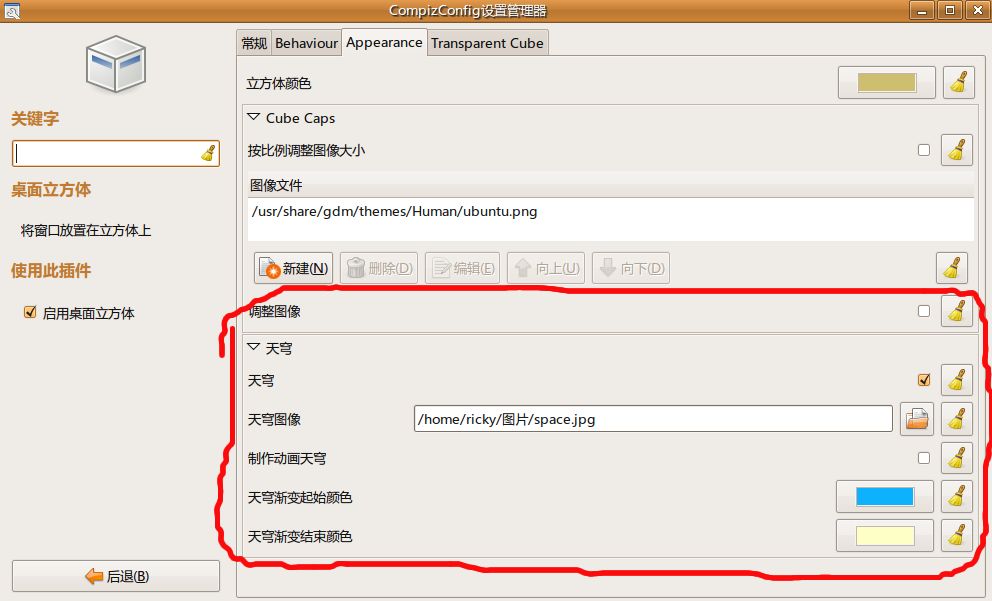 CompizConfig设置管理器
关键字
桌面立方体
将窗口放置在立方体上
使用此插件
启用桌面立方体
后退(B)
常规 Behaviour Appearance Transparent Cube
立方体颜色
Cube Caps
按比例调整图像大小
图像文件
/usr/share/gdm/themes/Human/ubuntu.png
新建(N) 删除(D) 编辑(E) 向上(U) 向下(D)
调整图像
天穹
天穹
天穹图像 /home/ricky/图片/space.jpg
制作动画天穹
天穹渐变起始颜色
天穹渐变结束颜色